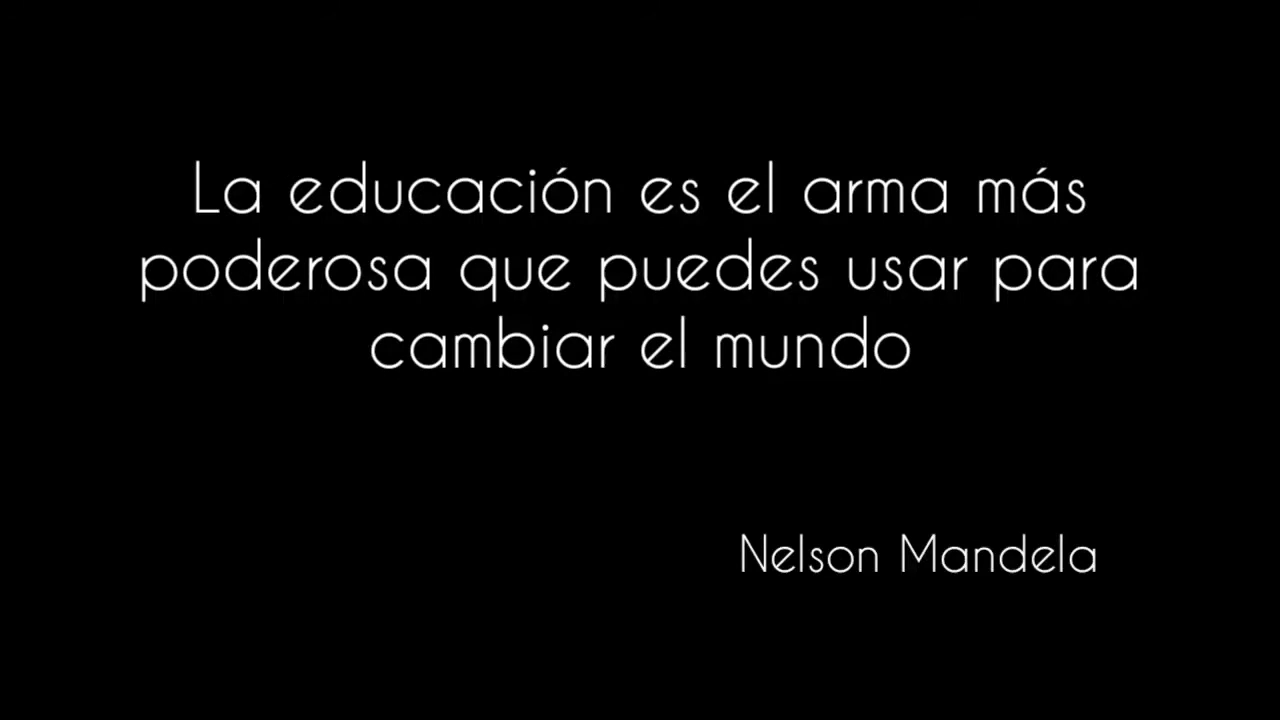 La educación es el arma más
poderosa que puedes usar para
cambiar el mundo
Nelson Mandela